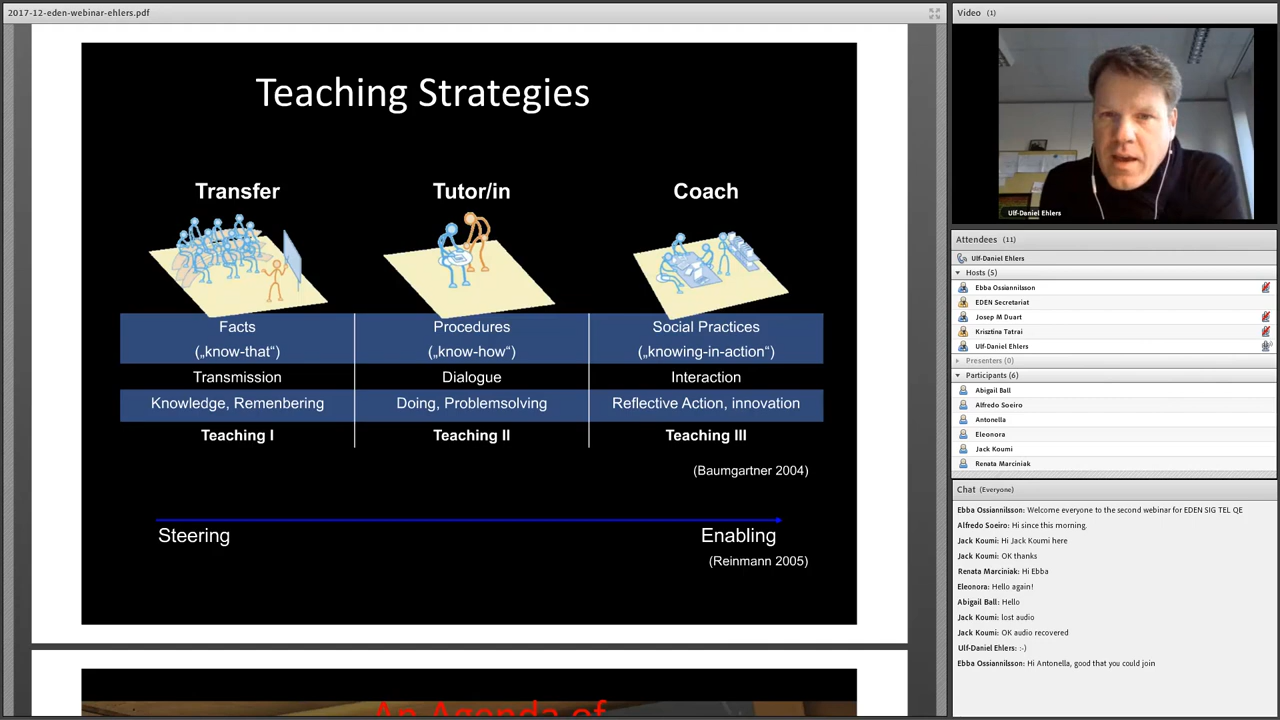 2017-12-eden-webinar-ehlers.pdf
Teaching Strategies
Transfer
Tutor/in
Coach
Facts
(„know-that“)
Procedures
(„know-how“)
Social Practices
(„knowing-in-action“)
Transmission
Dialogue
Interaction
Knowledge, Remembering
Doing, Problemsolving
Reflective Action, innovation
Teaching I
Teaching II
Teaching III
(Baumgartner 2004)
Steering
Enabling
(Reinmann 2005)
An Agenda of
Video (1)
Ulf-Daniel Ehlers
Attendees (11)
Ulf-Daniel Ehlers
Hosts (5)
Ebba Ossiannilsson
EDEN Secretariat
Josep M Duart
Krisztina Tatrai
Ulf-Daniel Ehlers
Presenters (0)
Participants (6)
Abigail Ball
Alfredo Soeiro
Antonella
Eleonora
Jack Koumi
Renata Marciniak
Chat (Everyone)
Ebba Ossiannilsson: Welcome everyone to the second webinar for EDEN SIG TEL QE
Alfredo Soeiro: Hi since this morning.
Jack Koumi: Hi Jack Koumi here
Jack Koumi: OK thanks
Renata Marciniak: Hi Ebba
Eleonora: Hello again!
Abigail Ball: Hello
Jack Koumi: lost audio
Jack Koumi: OK audio recovered
Ulf-Daniel Ehlers: :-)
Ebba Ossiannilsson: Hi Antonella, good that you could join